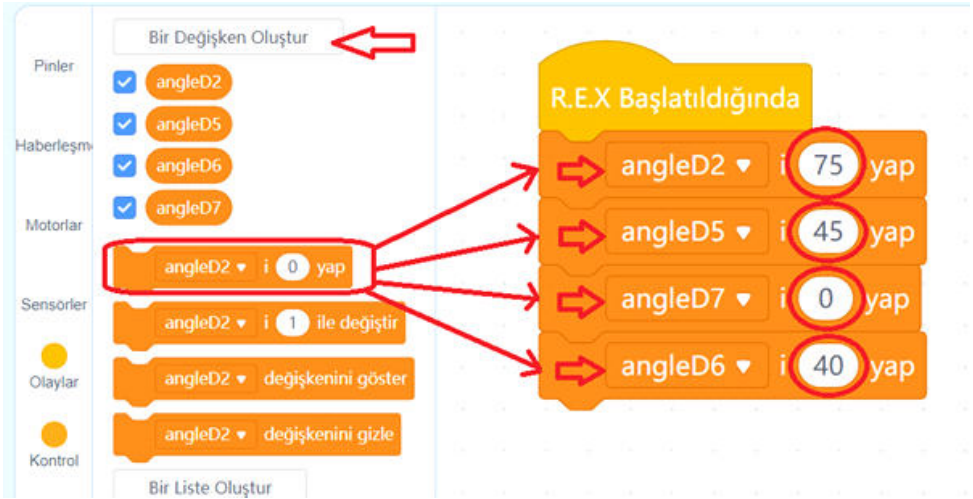 Bir Değişken Oluştur
Pinler
angleD2
angleD5
Haberleşm
angleD6
angleD7
Motorlar
angleD2 i 0 yap
Sensörler
angleD2 i 1 ile değiştir
Olaylar
angleD2 değişkenini göster
angleD2 değişkenini gizle
Kontrol
Bir Liste Oluştur
R.E.X Başlatıldığında
angleD2 i 75 yap
angleD5 i 45 yap
angleD7 i 0 yap
angleD6 i 40 yap